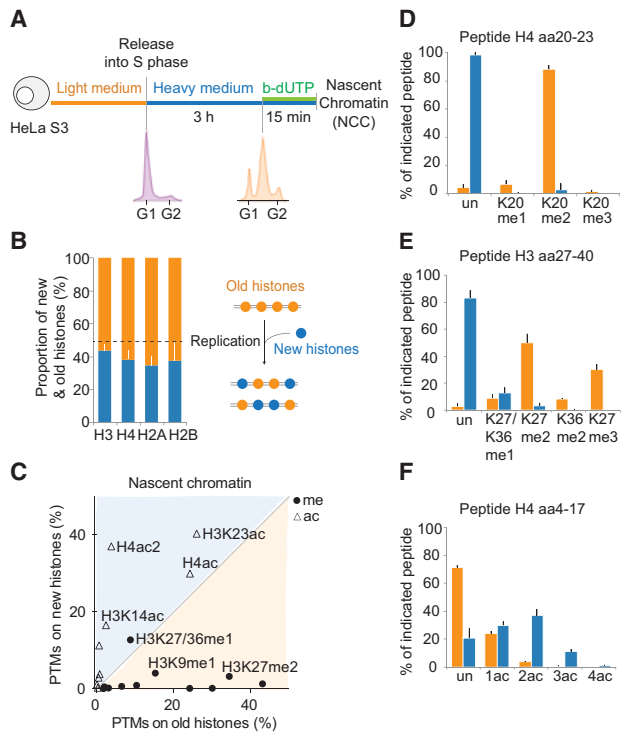 A
Release
into S phase
Light medium
Heavy medium
b-dUTP
Nascent
Chromatin
(NCC)
HeLa S3
3 h
15 min
G1 G2
G1 G2
B
Proportion of new
& old histones (%)
100
80
60
40
20
0
H3 H4 H2A H2B
Old histones
Replication
New histones
C
Nascent chromatin
me
ac
PTMs on new histones (%)
40
20
0
H3K23ac
H4ac2
H4ac
H3K14ac
H3K27/36me1
H3K9me1
H3K27me2
0 20 40
PTMs on old histones (%)
D
Peptide H4 aa20-23
% of indicated peptide
100
80
60
40
20
0
un K20 K20 K20
me1 me2 me3
E
Peptide H3 aa27-40
% of indicated peptide
100
80
60
40
20
0
un K27/ K27 K36 K27
K36 me2 me2 me3
me1
F
Peptide H4 aa4-17
% of indicated peptide
100
80
60
40
20
0
un 1ac 2ac 3ac 4ac